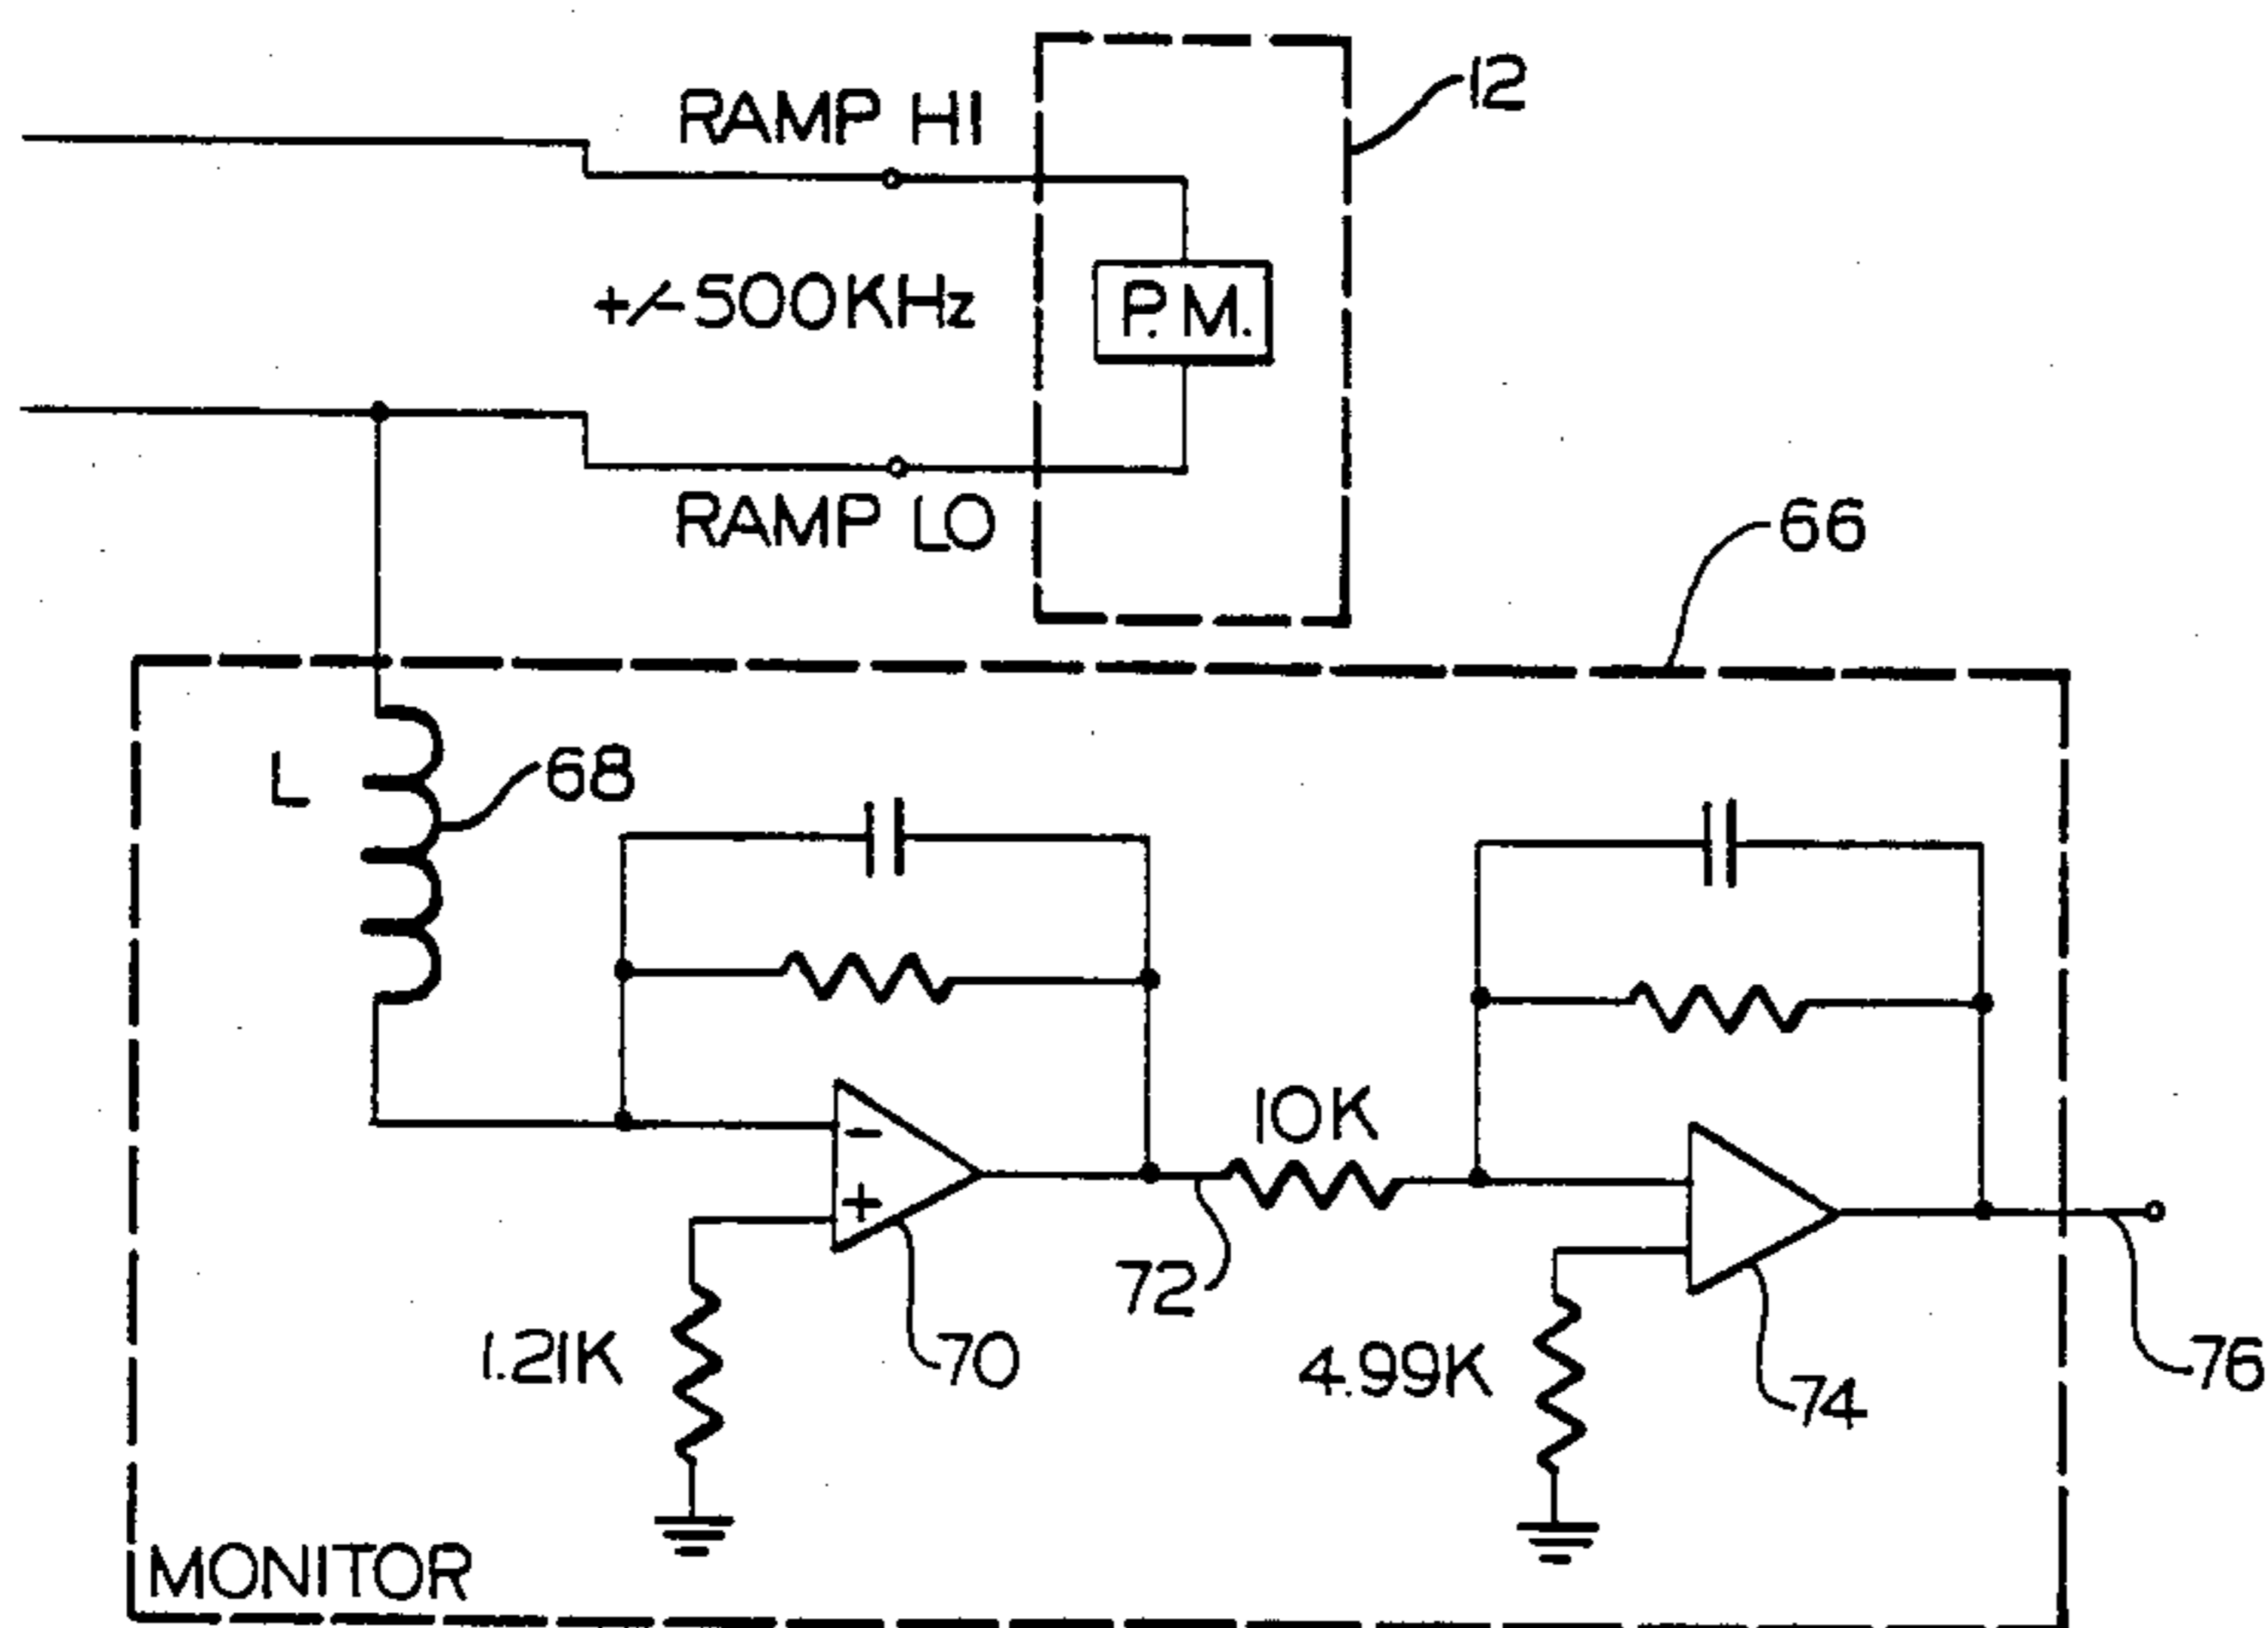 RAMP HI
12
+/-500KHz
P.M.
RAMP LO
66
L
68
10K
72
1.21K
70
4.99K
74
76
MONITOR